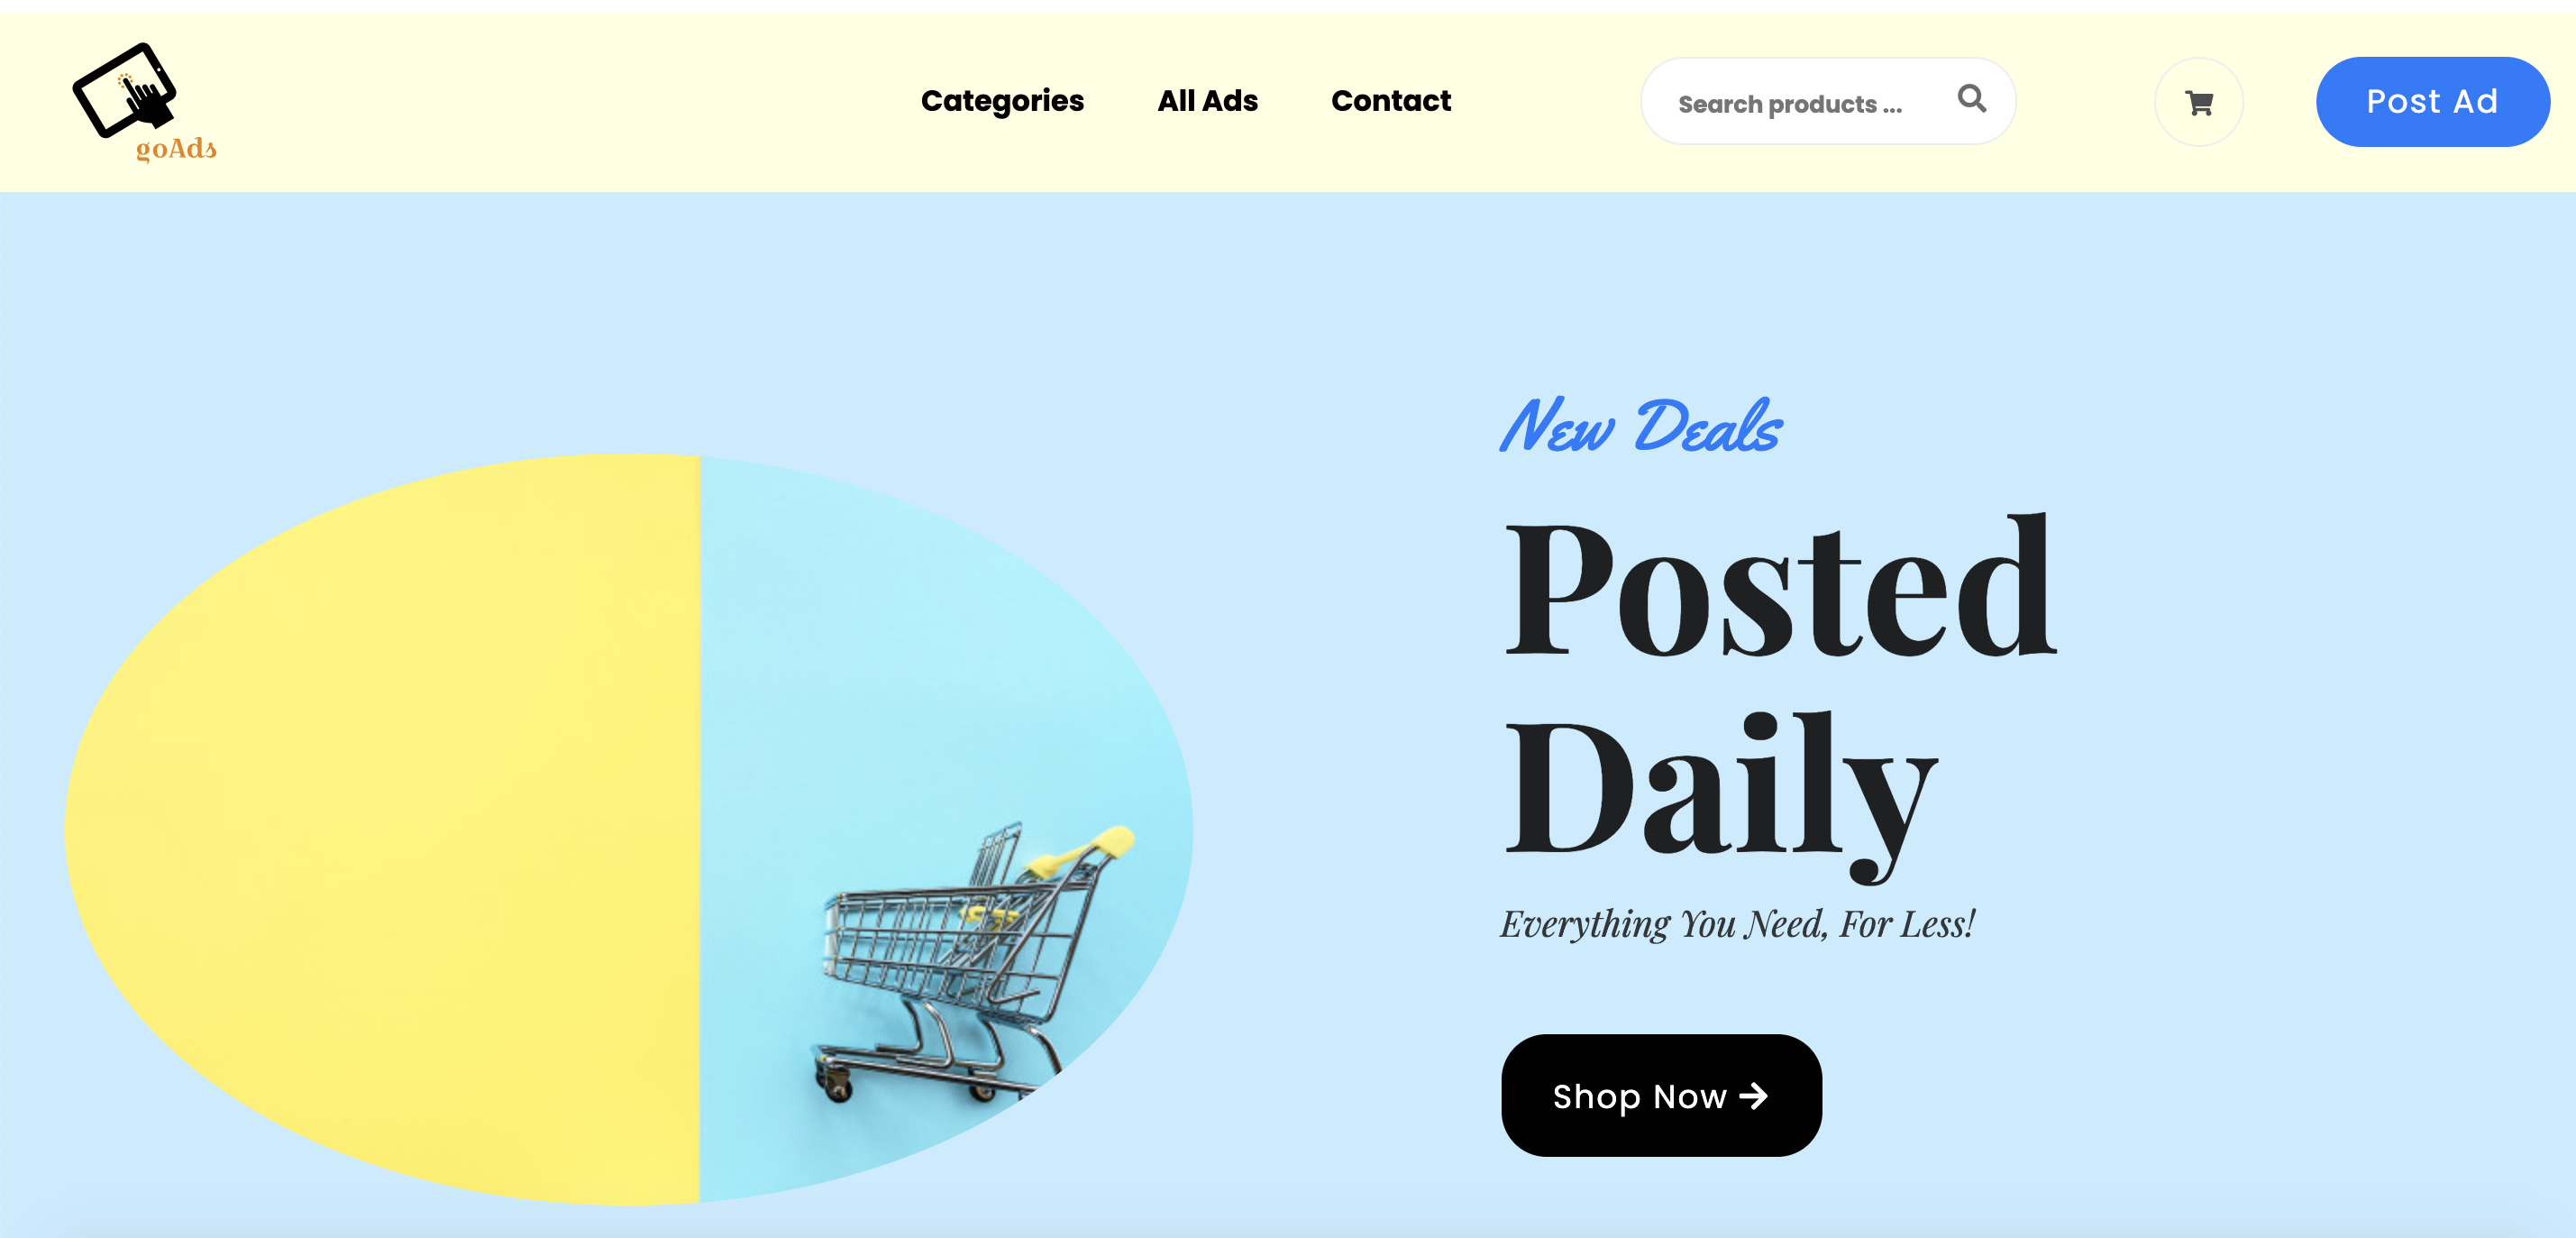 goAds
Categories All Ads Contact Search products ... Post Ad
New Deals
Posted
Daily
Everything You Need, For Less!
Shop Now